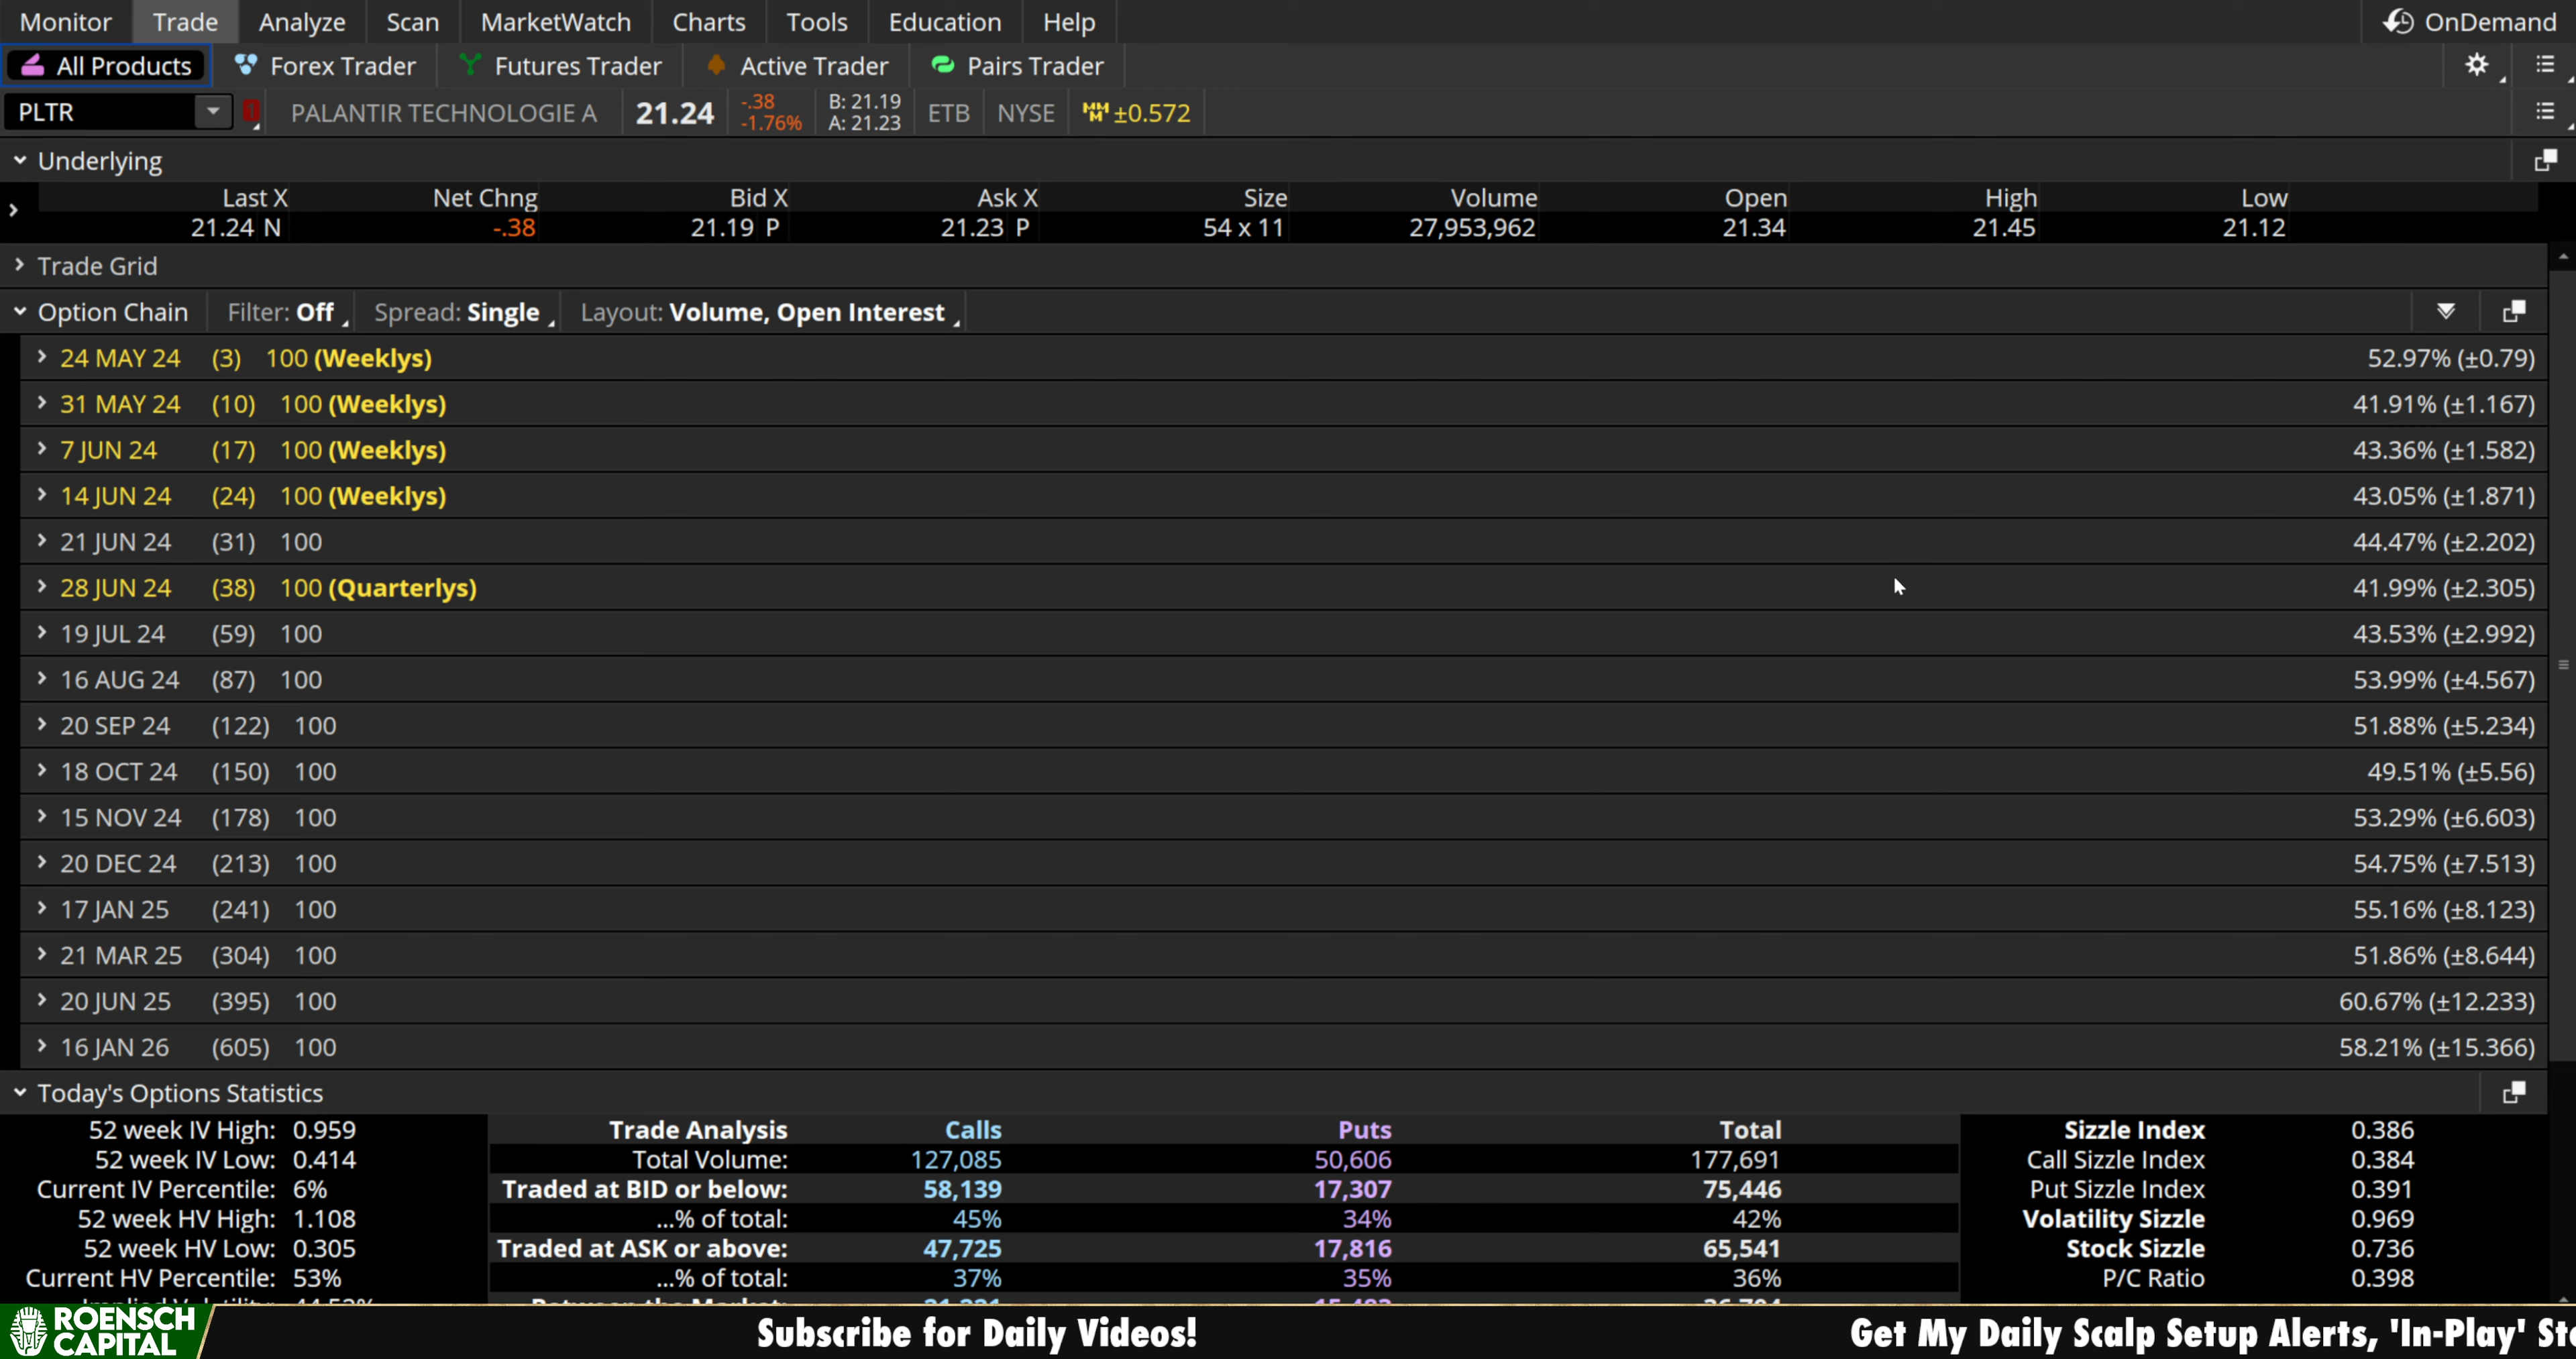 Monitor Trade Analyze Scan MarketWatch Charts Tools Education Help OnDemand
All Products Forex Trader Futures Trader Active Trader Pairs Trader
PLTR PALANTIR TECHNOLOGIE A 21.24 -.38 -1.76% B: 21.19 A: 21.23 ETB NYSE ±0.572
Underlying
Last X Net Chng Bid X Ask X Size Volume Open High Low
21.24 N -.38 21.19 P 21.23 P 54 x 11 27,953,962 21.34 21.45 21.12
Trade Grid
Option Chain Filter: Off Spread: Single Layout: Volume, Open Interest
24 MAY 24 (3) 100 (Weeklys) 52.97% (±0.79)
31 MAY 24 (10) 100 (Weeklys) 41.91% (±1.167)
7 JUN 24 (17) 100 (Weeklys) 43.36% (±1.582)
14 JUN 24 (24) 100 (Weeklys) 43.05% (±1.871)
21 JUN 24 (31) 100 44.47% (±2.202)
28 JUN 24 (38) 100 (Quarterlys) 41.99% (±2.305)
19 JUL 24 (59) 100 43.53% (±2.992)
16 AUG 24 (87) 100 53.99% (±4.567)
20 SEP 24 (122) 100 51.88% (±5.234)
18 OCT 24 (150) 100 49.51% (±5.56)
15 NOV 24 (178) 100 53.29% (±6.603)
20 DEC 24 (213) 100 54.75% (±7.513)
17 JAN 25 (241) 100 55.16% (±8.123)
21 MAR 25 (304) 100 51.86% (±8.644)
20 JUN 25 (395) 100 60.67% (±12.233)
16 JAN 26 (605) 100 58.21% (±15.366)
Today's Options Statistics
52 week IV High: 0.959 Trade Analysis Calls Puts Total Sizzle Index 0.386
52 week IV Low: 0.414 Total Volume: 127,085 50,606 177,691 Call Sizzle Index 0.384
Current IV Percentile: 6% Traded at BID or below: 58,139 17,307 75,446 Put Sizzle Index 0.391
52 week HV High: 1.108 ...% of total: 45% 34% 42% Volatility Sizzle 0.969
52 week HV Low: 0.305 Traded at ASK or above: 47,725 17,816 65,541 Stock Sizzle 0.736
Current HV Percentile: 53% ...% of total: 37% 35% 36% P/C Ratio 0.398
ROENSCH CAPITAL Subscribe for Daily Videos! Get My Daily Scalp Setup Alerts, 'In-Play'